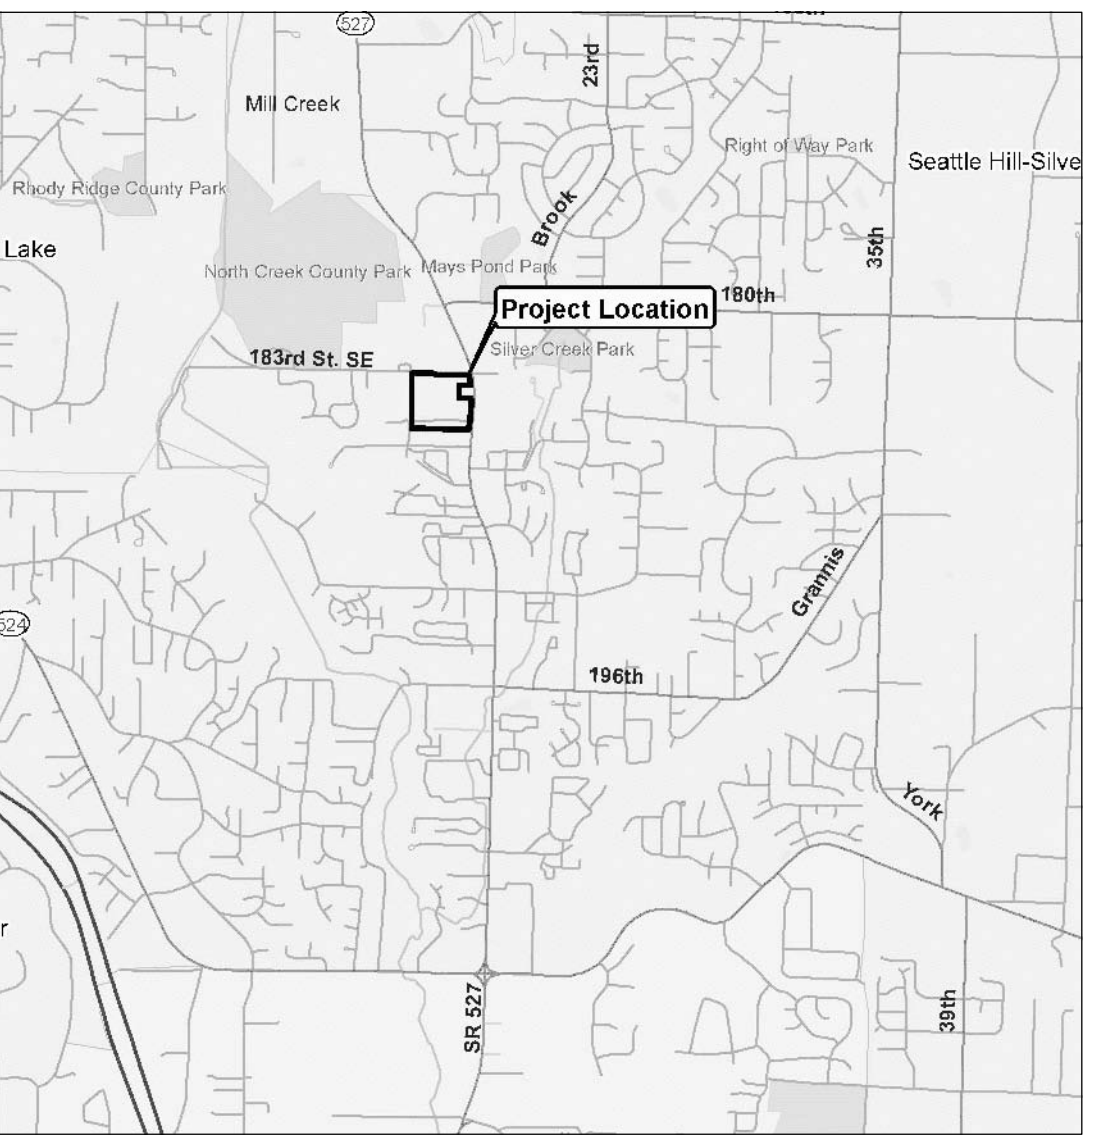 527
23rd
Mill Creek
Right of Way Park
Seattle Hill-Silve
Rhody Ridge County Park
Brook
35th
Lake
North Creek County Park
Mays Pond Park
180th
Project Location
Silver Creek Park
183rd St. SE
Grannis
524
196th
York
r
SR 527
39th